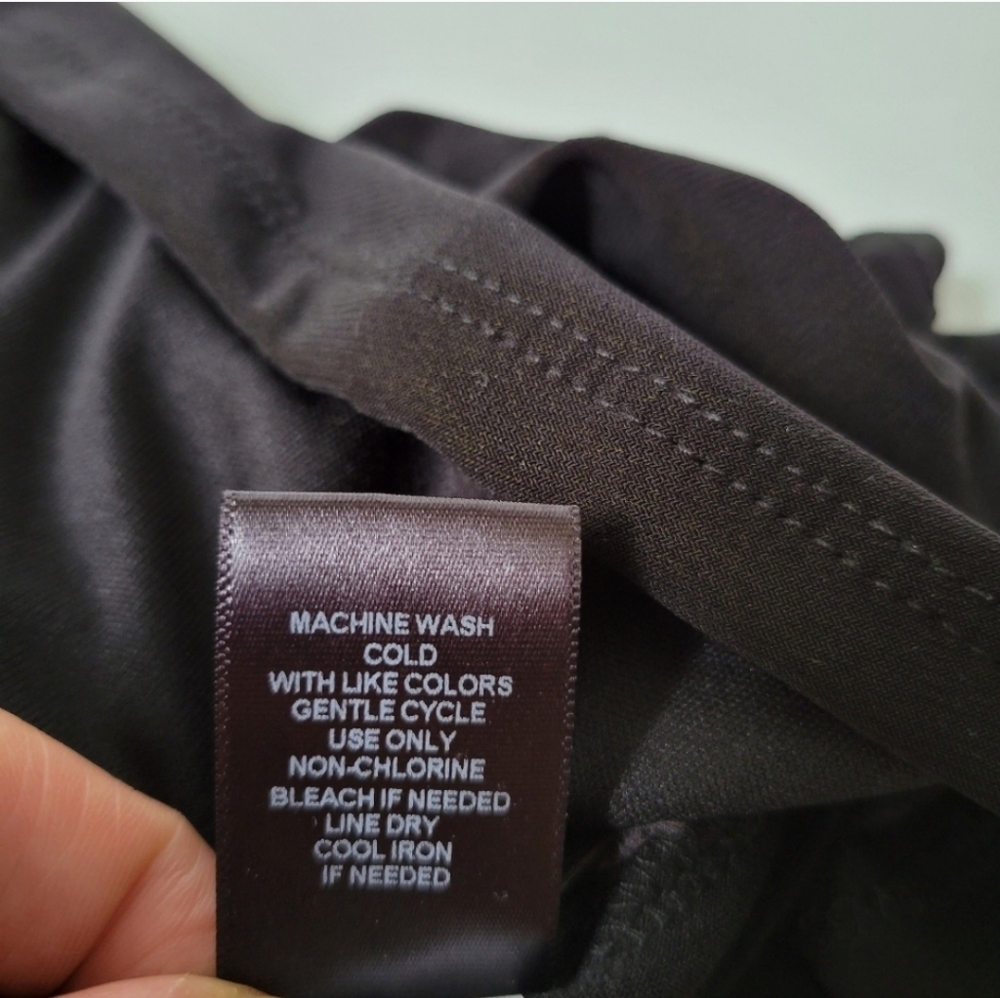 MACHINE WASH
COLD
WITH LIKE COLORS
GENTLE CYCLE
USE ONLY
NON-CHLORINE
BLEACH IF NEEDED
LINE DRY
COOL IRON
IF NEEDED